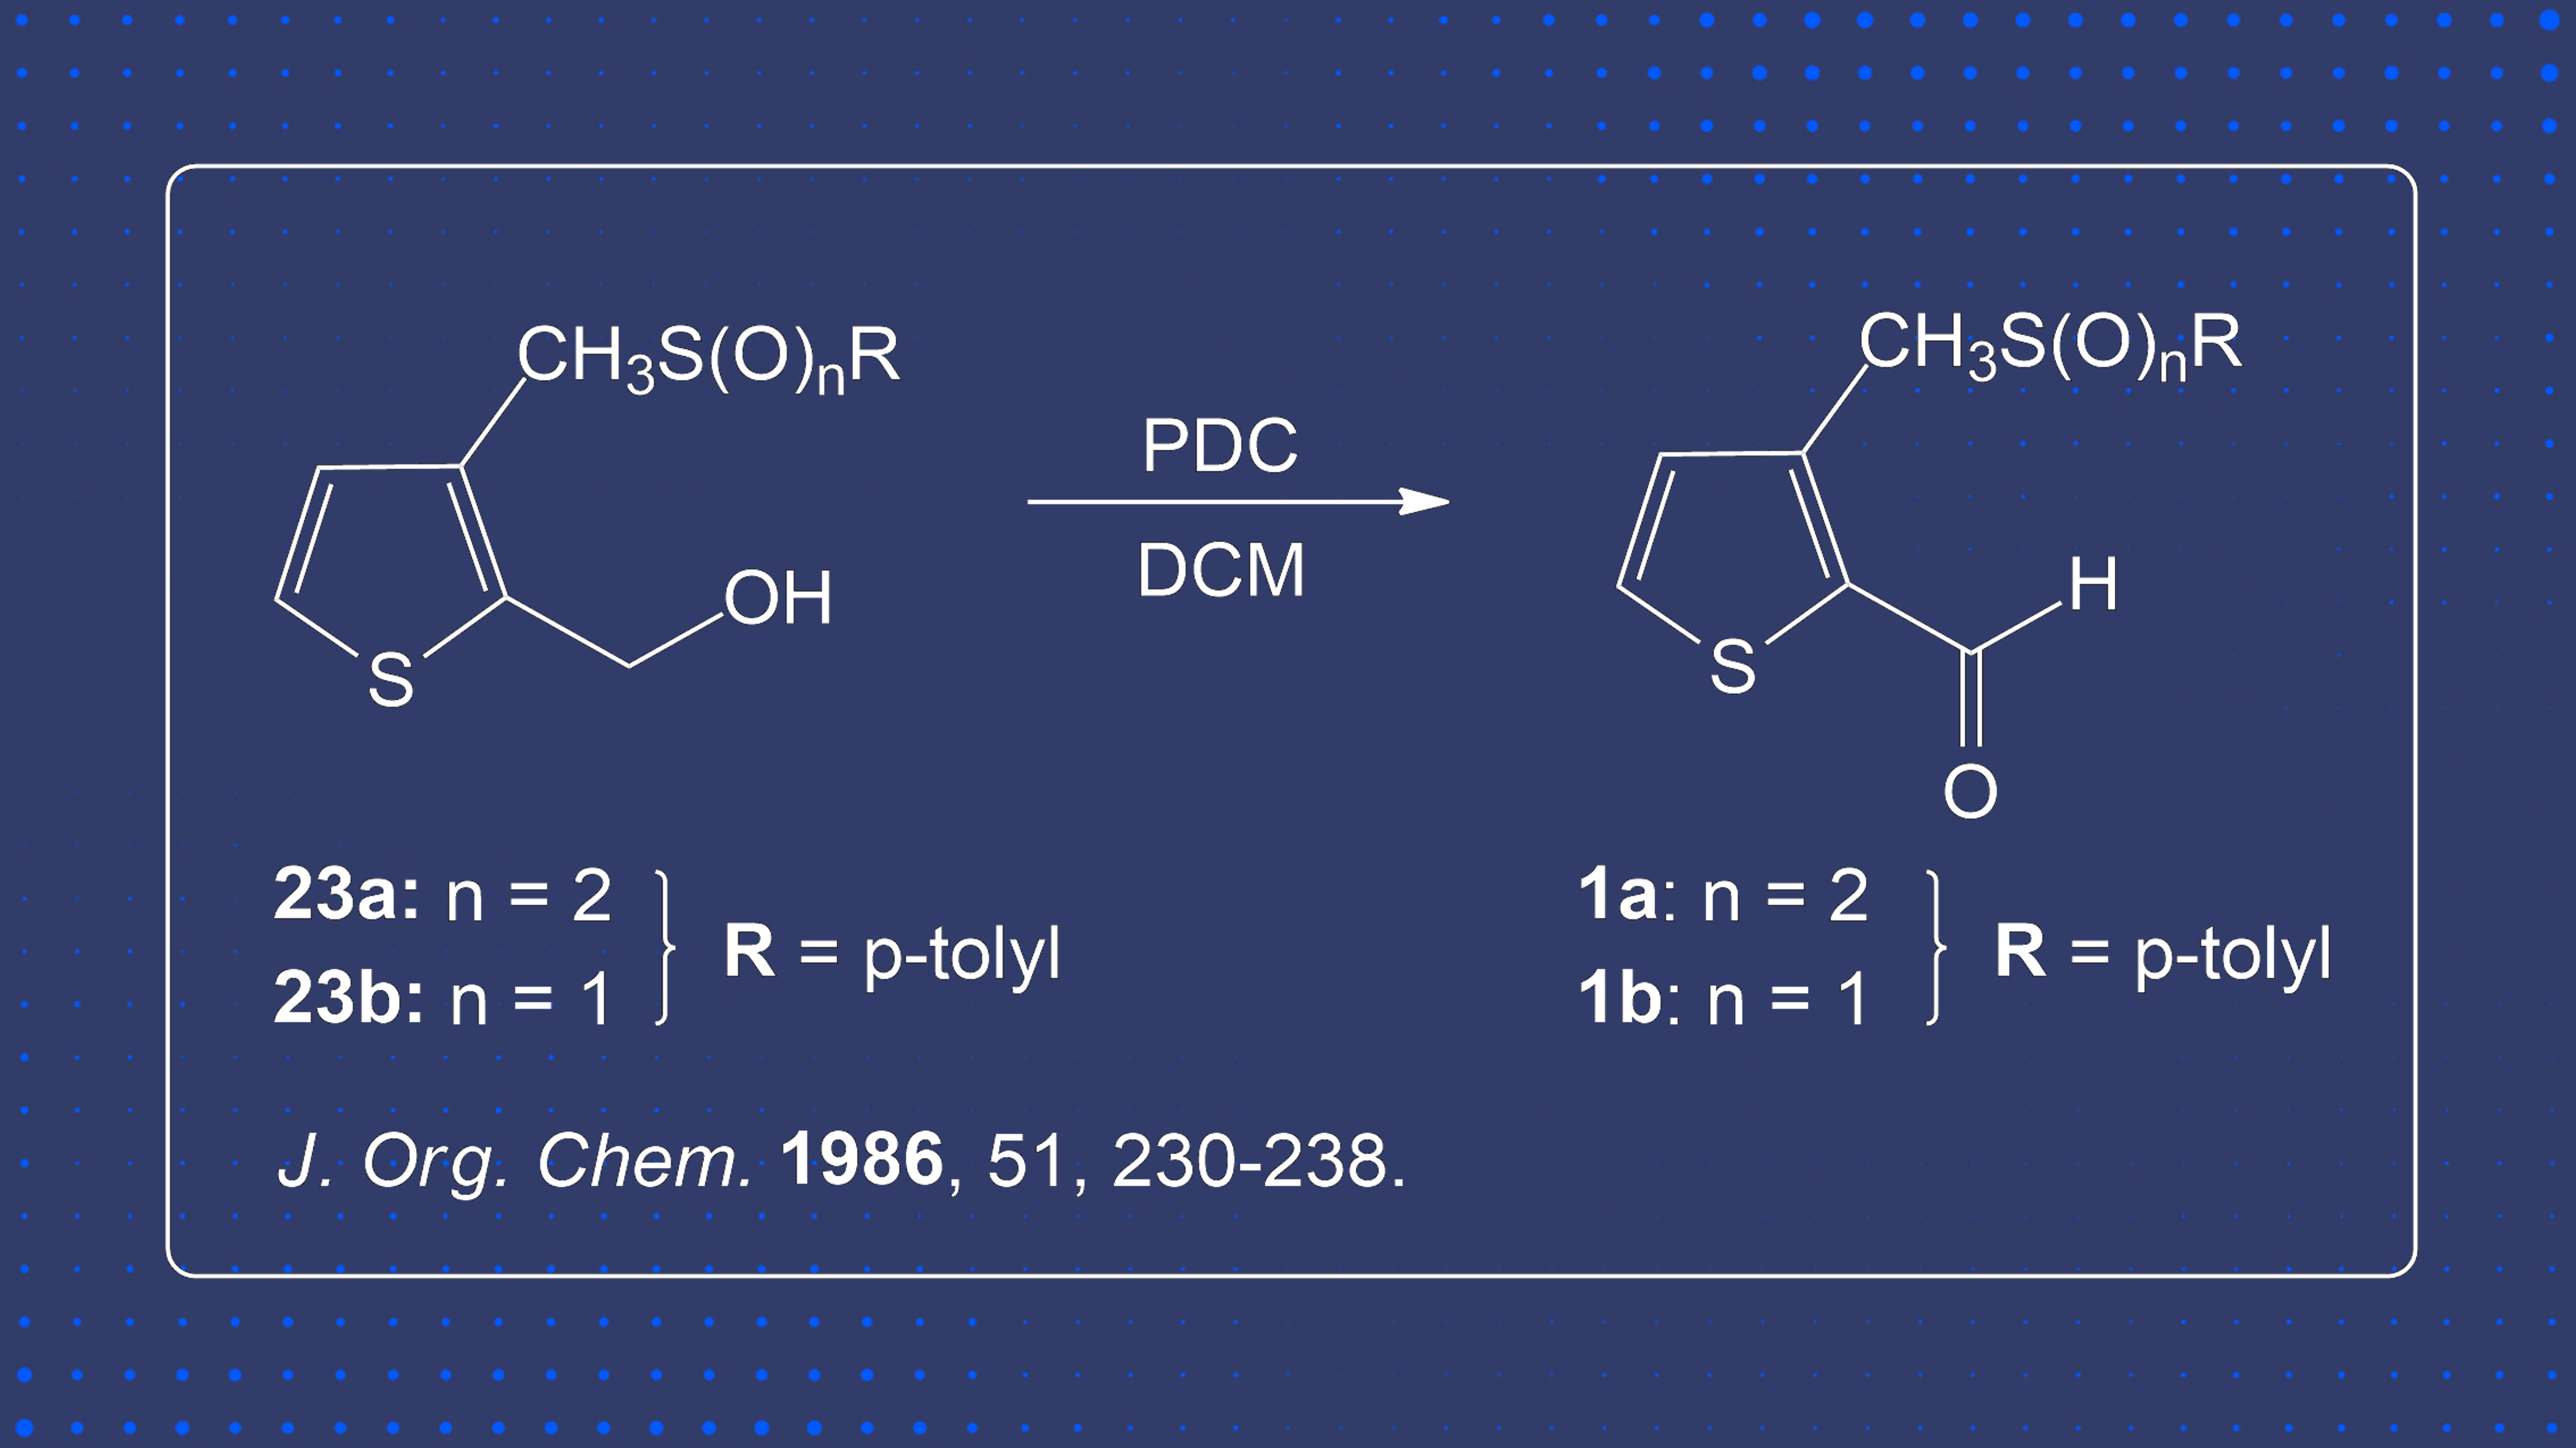 CH₃S(O)ₙR
S
OH
PDC
DCM
CH₃S(O)ₙR
S
H
O
23a: n = 2
23b: n = 1
R = p-tolyl
1a: n = 2
1b: n = 1
R = p-tolyl
J. Org. Chem. 1986, 51, 230-238.